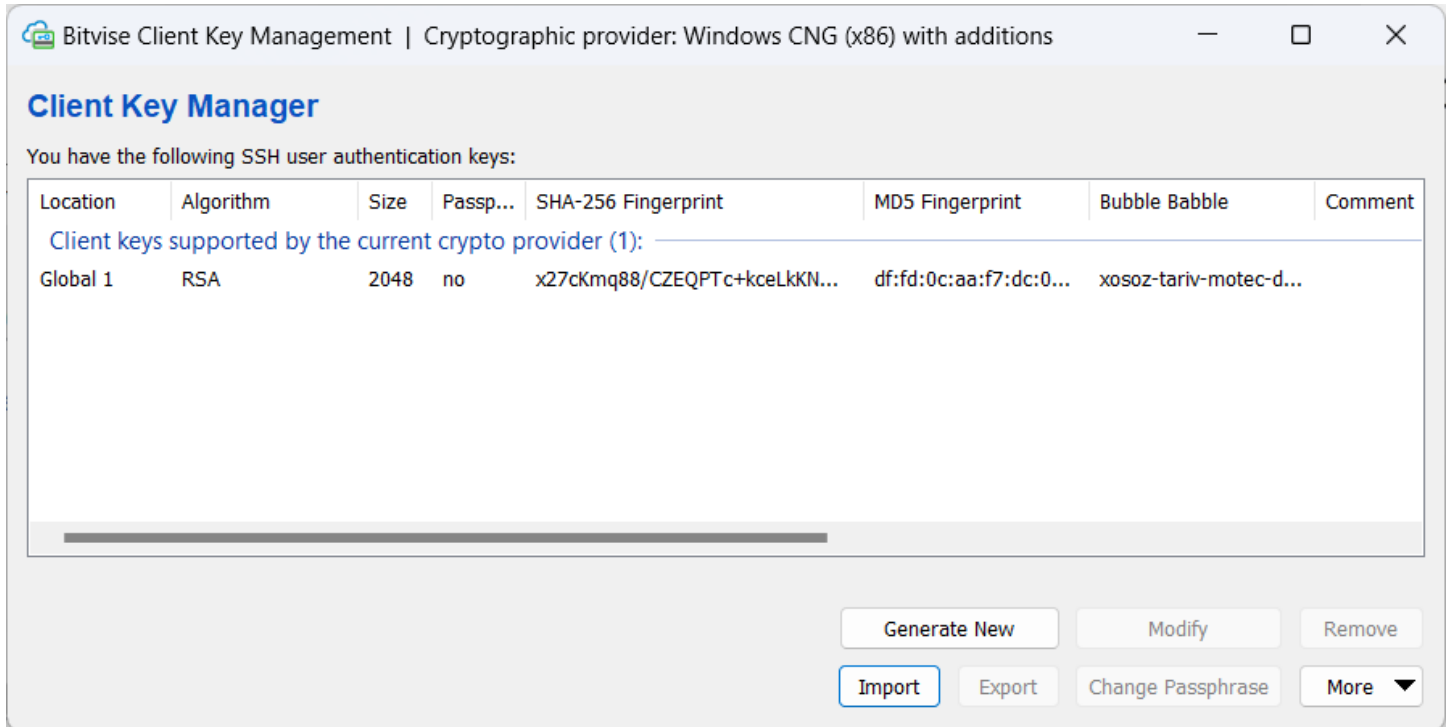 Bitvise Client Key Management | Cryptographic provider: Windows CNG (x86) with additions
Client Key Manager
You have the following SSH user authentication keys:
Location Algorithm Size Passp... SHA-256 Fingerprint MD5 Fingerprint Bubble Babble Comment
Client keys supported by the current crypto provider (1):
Global 1 RSA 2048 no x27cKmq88/CZEQPTc+kceLkKN... df:fd:0c:aa:f7:dc:0... xosoz-tariv-motec-d...
Generate New Modify Remove
Import Export Change Passphrase More